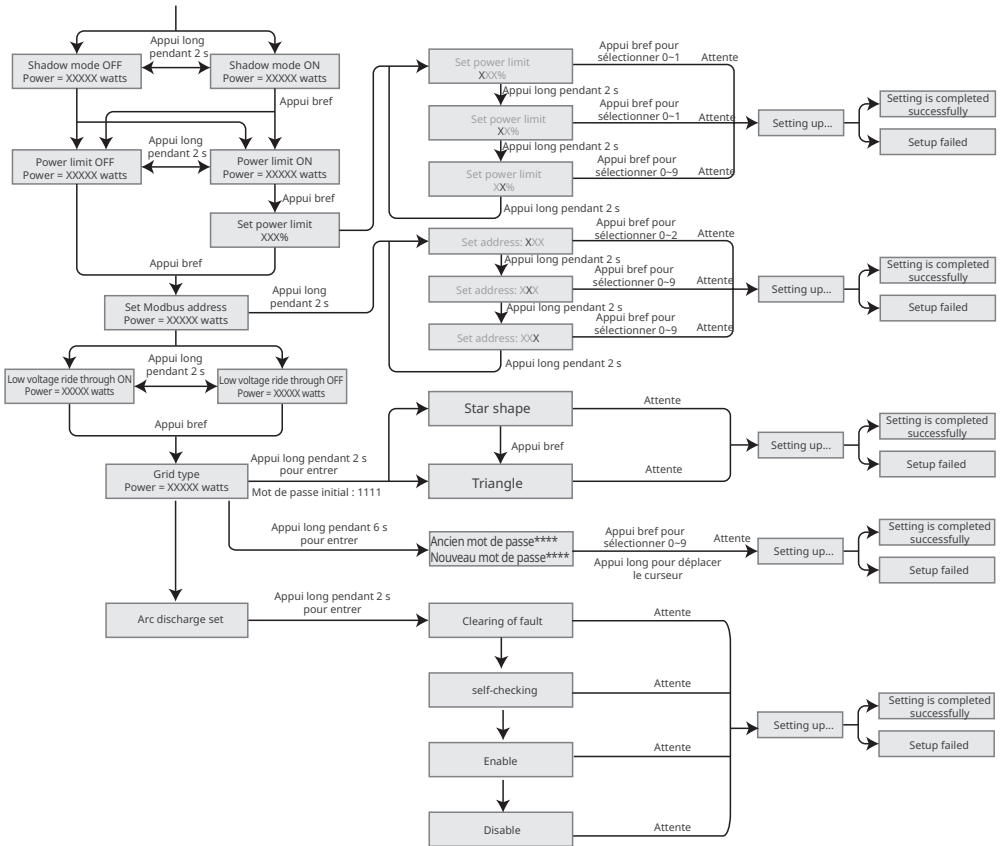 Appui long
pendant 2 s
Shadow mode OFF
Power = XXXXX watts
Shadow mode ON
Power = XXXXX watts
Appui bref
Appui long
pendant 2 s
Power limit OFF
Power = XXXXX watts
Power limit ON
Power = XXXXX watts
Appui bref
Set power limit
XXX%
Appui bref
Set Modbus address
Power = XXXXX watts
Appui long
pendant 2 s
Appui long
pendant 2 s
Low voltage ride through ON
Power = XXXXX watts
Low voltage ride through OFF
Power = XXXXX watts
Appui bref
Grid type
Power = XXXXX watts
Appui long pendant 2 s
pour entrer
Mot de passe initial : 1111
Appui long pendant 6 s
pour entrer
Arc discharge set
Appui long pendant 2 s
pour entrer
Set power limit
XXX%
Appui bref pour
sélectionner 0~1
Attente
Appui long pendant 2 s
Set power limit
XX%
Appui bref pour
sélectionner 0~1
Attente
Appui long pendant 2 s
Set power limit
XX%
Appui bref pour
sélectionner 0~9
Attente
Appui long pendant 2 s
Setting up...
Setting is completed
successfully
Setup failed
Set address: XXX
Appui bref pour
sélectionner 0~2
Attente
Appui long pendant 2 s
Set address: XXX
Appui bref pour
sélectionner 0~9
Attente
Appui long pendant 2 s
Set address: XXX
Appui bref pour
sélectionner 0~9
Attente
Appui long pendant 2 s
Setting up...
Setting is completed
successfully
Setup failed
Star shape
Attente
Appui bref
Triangle
Attente
Setting up...
Setting is completed
successfully
Setup failed
Ancien mot de passe****
Nouveau mot de passe****
Appui bref pour
sélectionner 0~9
Attente
Appui long pour déplacer
le curseur
Setting up...
Setting is completed
successfully
Setup failed
Clearing of fault
Attente
self-checking
Attente
Enable
Attente
Disable
Attente
Setting up...
Setting is completed
successfully
Setup failed